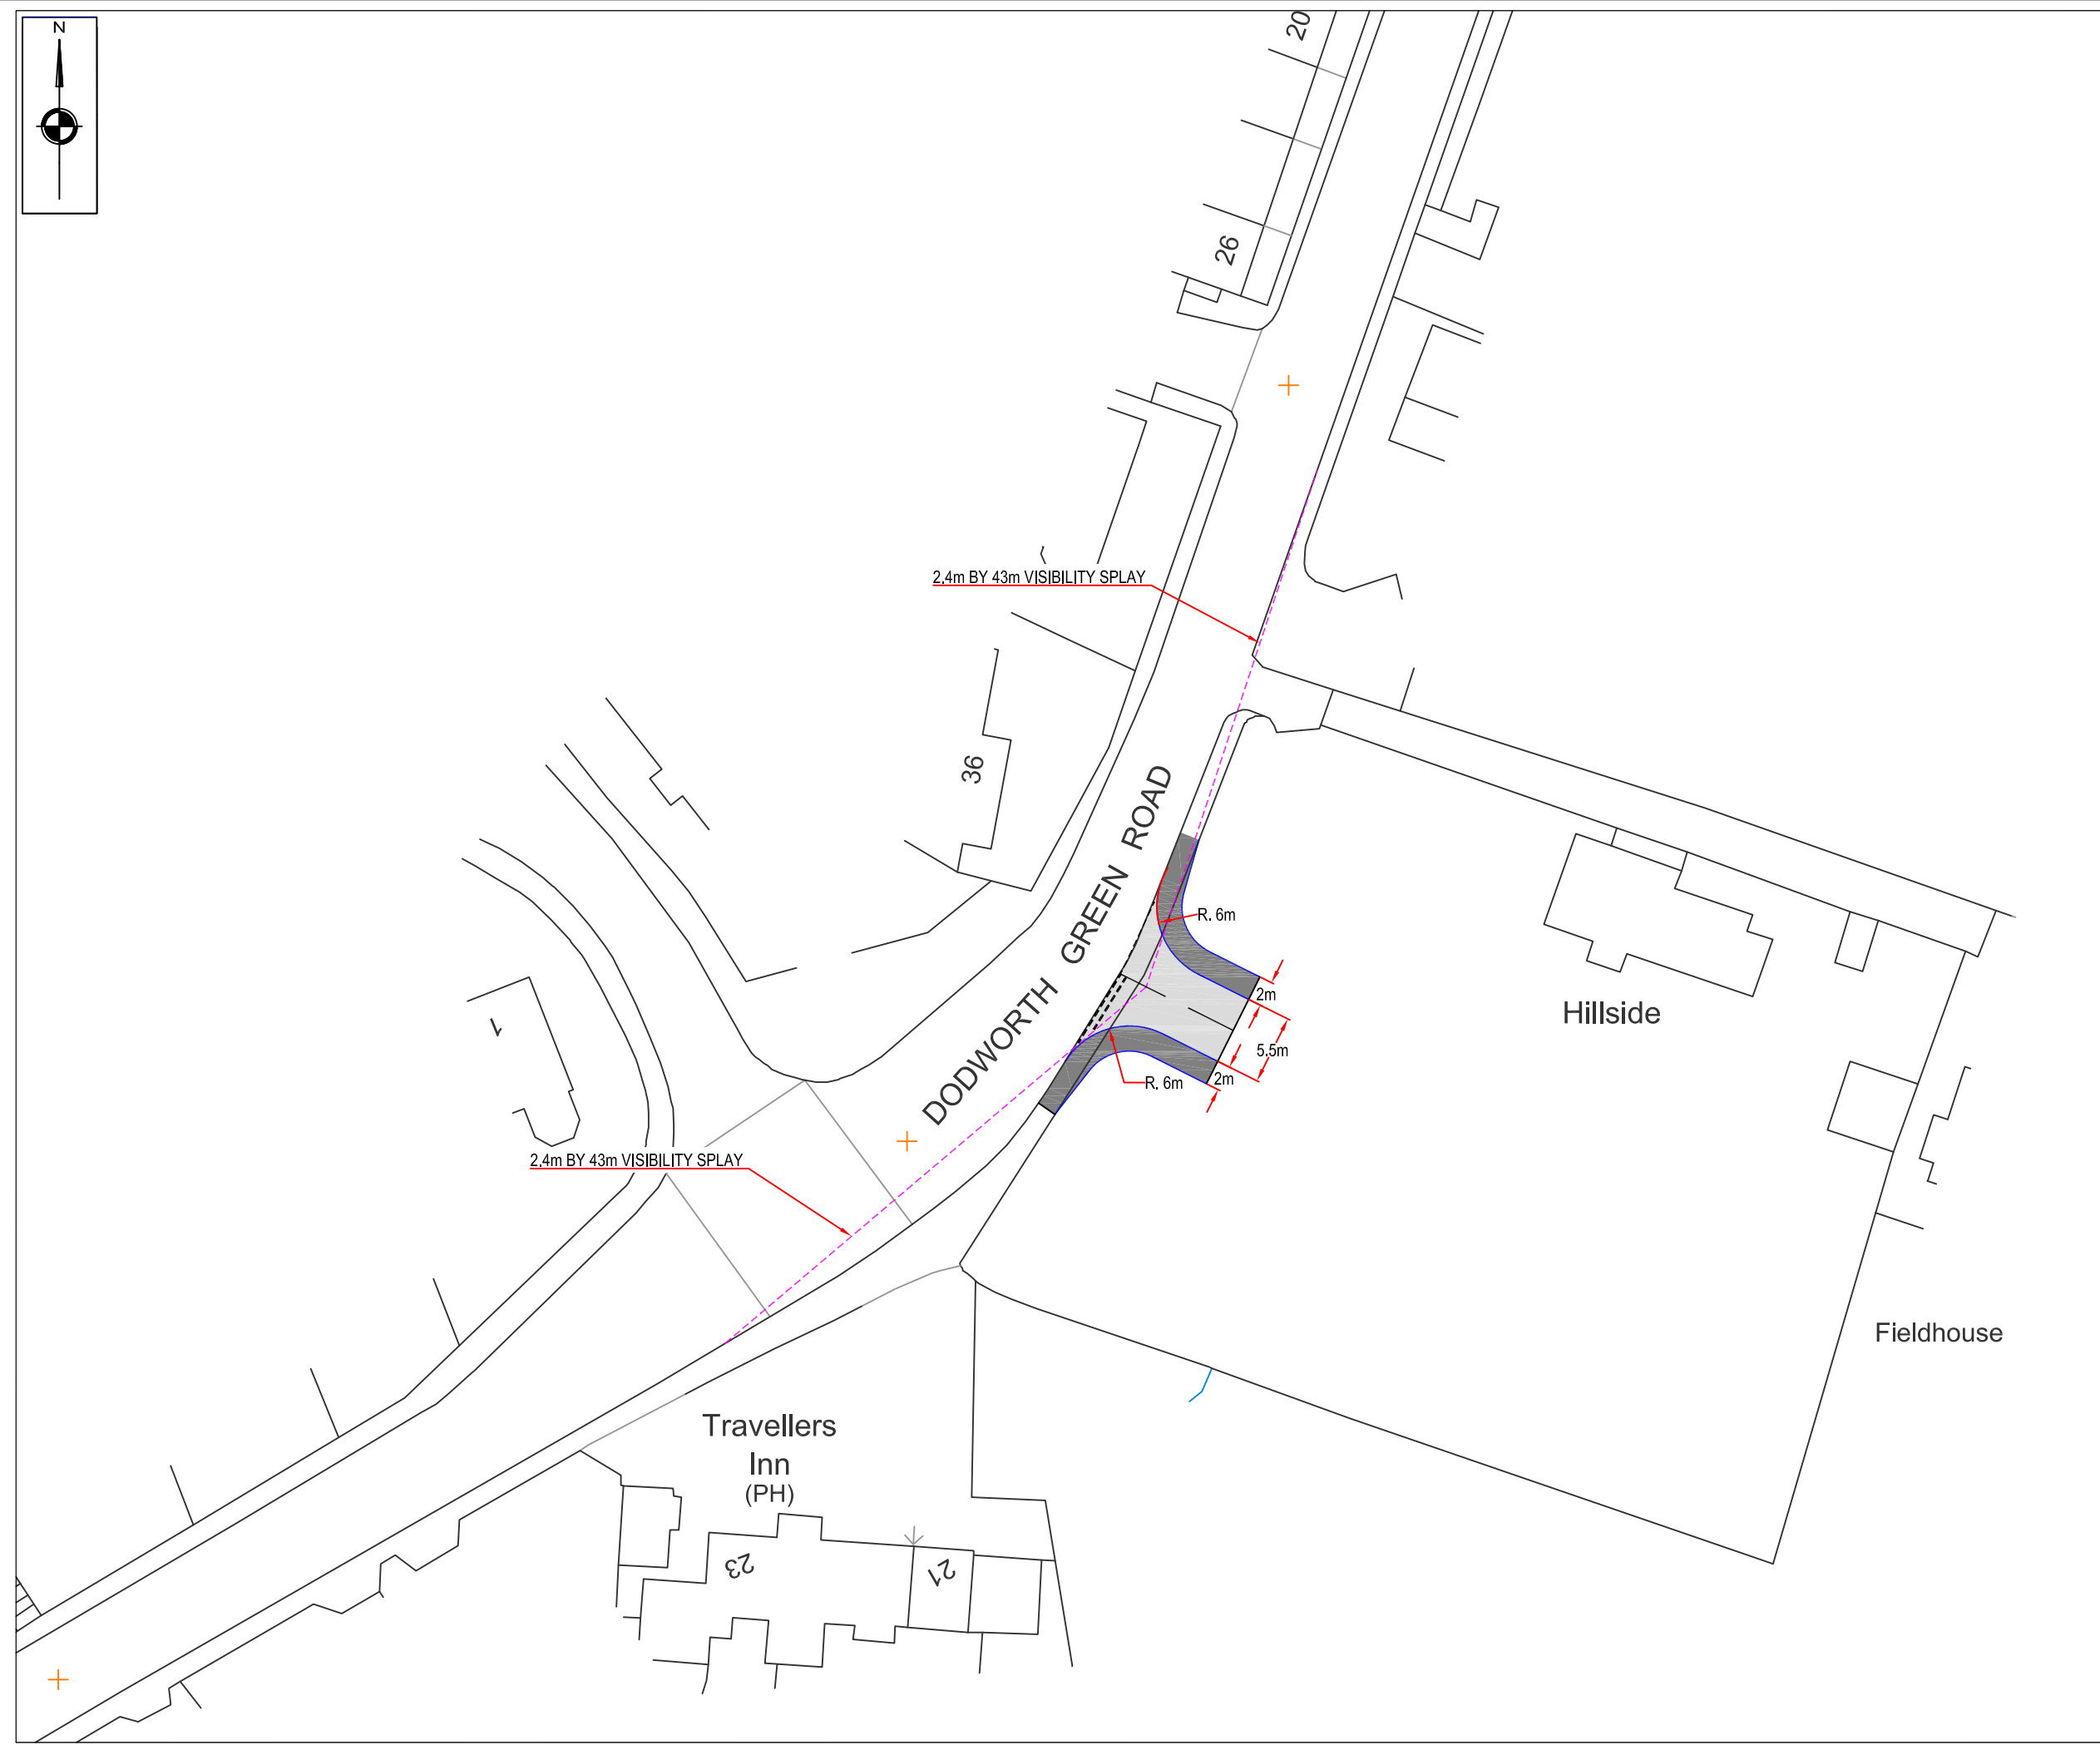 N
20
26
2.4m BY 43m VISIBILITY SPLAY
36
DODWORTH GREEN ROAD
R. 6m
2m
Hillside
1
5.5m
2m
R. 6m
2.4m BY 43m VISIBILITY SPLAY
Fieldhouse
Travellers
Inn
(PH)
23
21